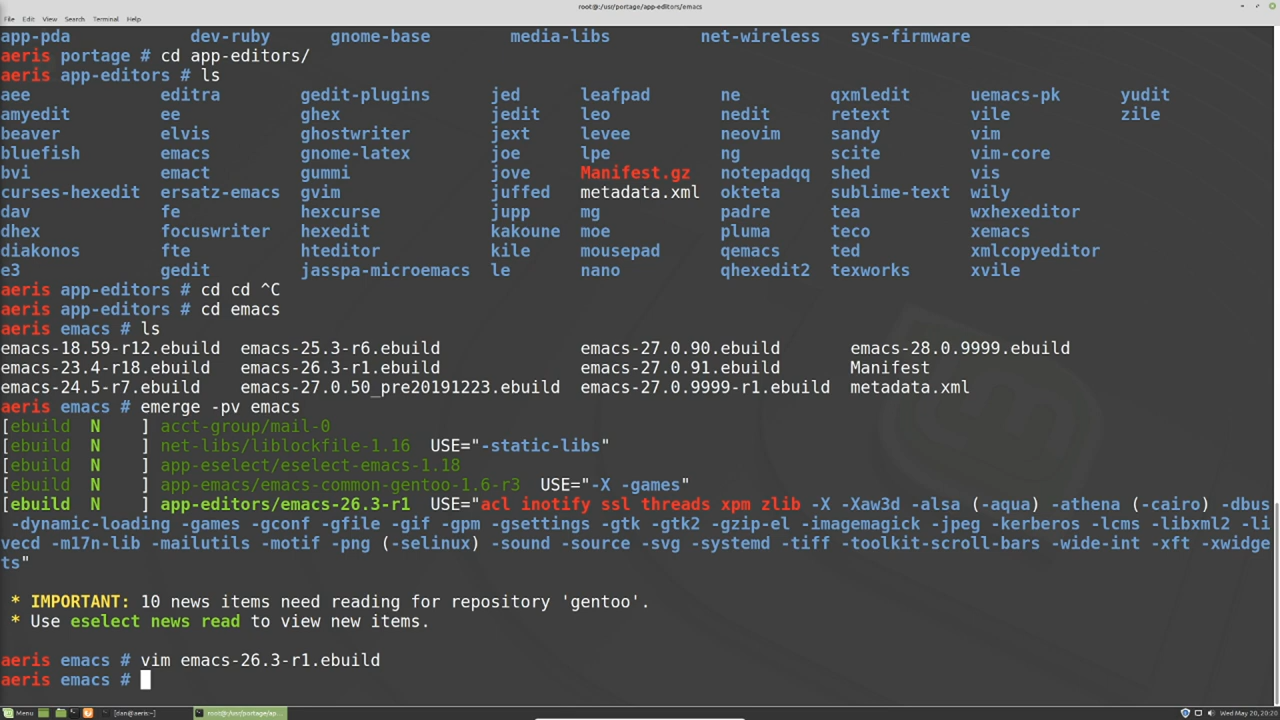 root@:/usr/portage/app-editors/emacs
File Edit View Search Terminal Help
app-pda dev-ruby gnome-base media-libs net-wireless sys-firmware
aeris portage # cd app-editors/
aeris app-editors # ls
aee editra gedit-plugins jed leafpad ne qxmledit uemacs-pk yudit
amyedit ee ghex jedit leo nedit retext vile zile
beaver elvis ghostwriter jext levee neovim sandy vim
bluefish emacs gnome-latex joe lpe ng scite vim-core
bvi emact gummi jove Manifest.gz notepadqq shed vis
curses-hexedit ersatz-emacs gvim juffed metadata.xml okteta sublime-text wily
dav fe hexcurse jupp mg padre tea wxhexeditor
dhex focuswriter hexedit kakoune moe pluma teco xemacs
diakonos fte hteditor kile mousepad qemacs ted xmlcopyeditor
e3 gedit jasspa-microemacs le nano qhexedit2 texworks xvile
aeris app-editors # cd cd ^C
aeris app-editors # cd emacs
aeris emacs # ls
emacs-18.59-r12.ebuild emacs-25.3-r6.ebuild emacs-27.0.90.ebuild emacs-28.0.9999.ebuild
emacs-23.4-r18.ebuild emacs-26.3-r1.ebuild emacs-27.0.91.ebuild Manifest
emacs-24.5-r7.ebuild emacs-27.0.50_pre20191223.ebuild emacs-27.0.9999-r1.ebuild metadata.xml
aeris emacs # emerge -pv emacs
[ebuild N ] acct-group/mail-0
[ebuild N ] net-libs/liblockfile-1.16 USE="-static-libs"
[ebuild N ] app-eselect/eselect-emacs-1.18
[ebuild N ] app-emacs/emacs-common-gentoo-1.6-r3 USE="-X -games"
[ebuild N ] app-editors/emacs-26.3-r1 USE="acl inotify ssl threads xpm zlib -X -Xaw3d -alsa (-aqua) -athena (-cairo) -dbus
-dynamic-loading -games -gconf -gfile -gif -gpm -gsettings -gtk -gtk2 -gzip-el -imagemagick -jpeg -kerberos -lcms -libxml2 -li
vecd -m17n-lib -mailutils -motif -png (-selinux) -sound -source -svg -systemd -tiff -toolkit-scroll-bars -wide-int -xft -xwidge
ts"
* IMPORTANT: 10 news items need reading for repository 'gentoo'.
* Use eselect news read to view new items.
aeris emacs # vim emacs-26.3-r1.ebuild
aeris emacs #
Menu [dan@aeris:~] root@:/usr/portage/ap... Wed May 20, 20:20